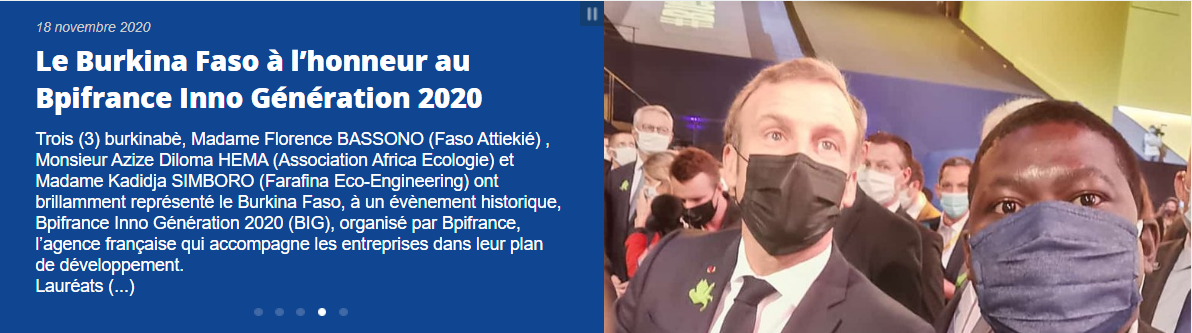 18 novembre 2020
Le Burkina Faso à l’honneur au
Bpifrance Inno Génération 2020
Trois (3) burkinabè, Madame Florence BASSONO (Faso Attiekié) ,
Monsieur Azize Diloma HEMA (Association Africa Ecologie) et
Madame Kadidja SIMBORO (Farafina Eco-Engineering) ont
brillamment représenté le Burkina Faso, à un évènement historique,
Bpifrance Inno Génération 2020 (BIG), organisé par Bpifrance,
l’agence française qui accompagne les entreprises dans leur plan
de développement.
Lauréats (...)